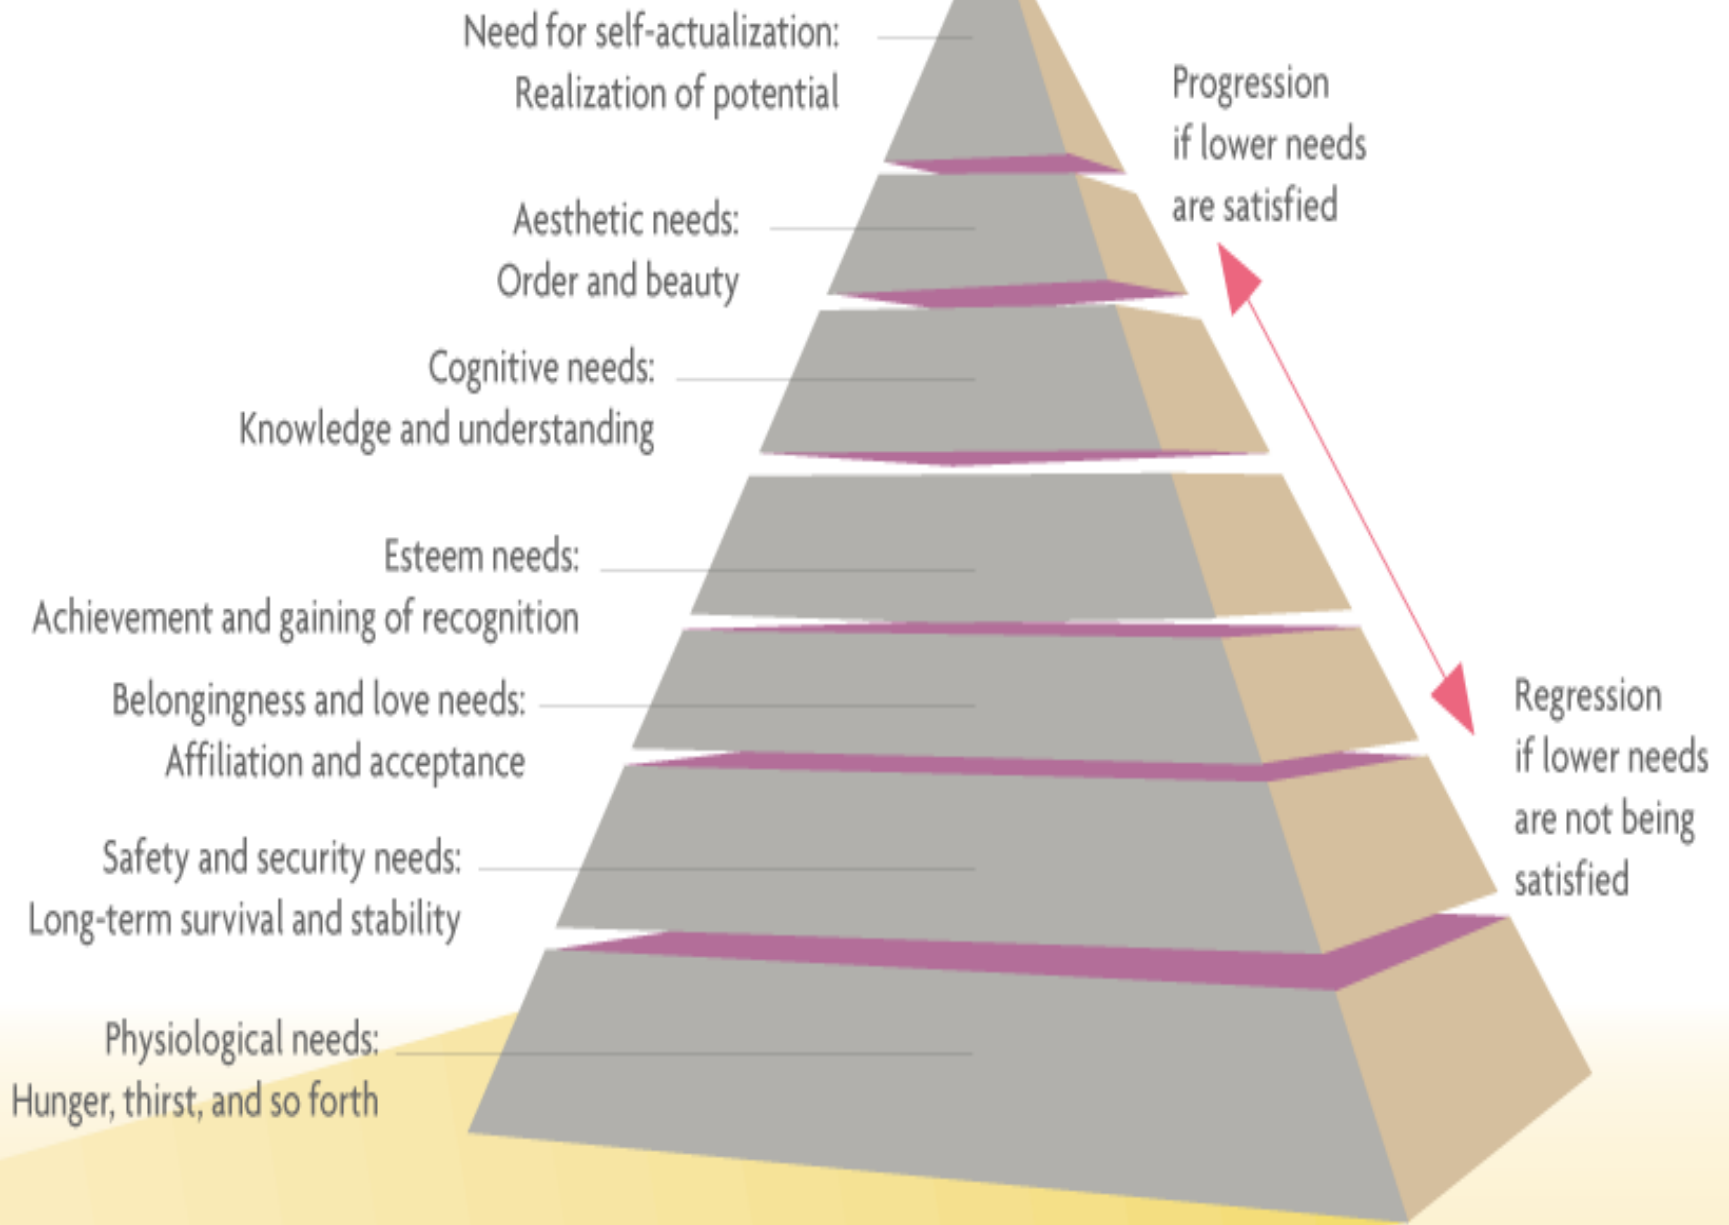 Need for self-actualization:
Realization of potential
Progression
if lower needs
are satisfied
Aesthetic needs:
Order and beauty
Cognitive needs:
Knowledge and understanding
Esteem needs:
Achievement and gaining of recognition
Belongingness and love needs:
Affiliation and acceptance
Regression
if lower needs
are not being
satisfied
Safety and security needs:
Long-term survival and stability
Physiological needs:
Hunger, thirst, and so forth